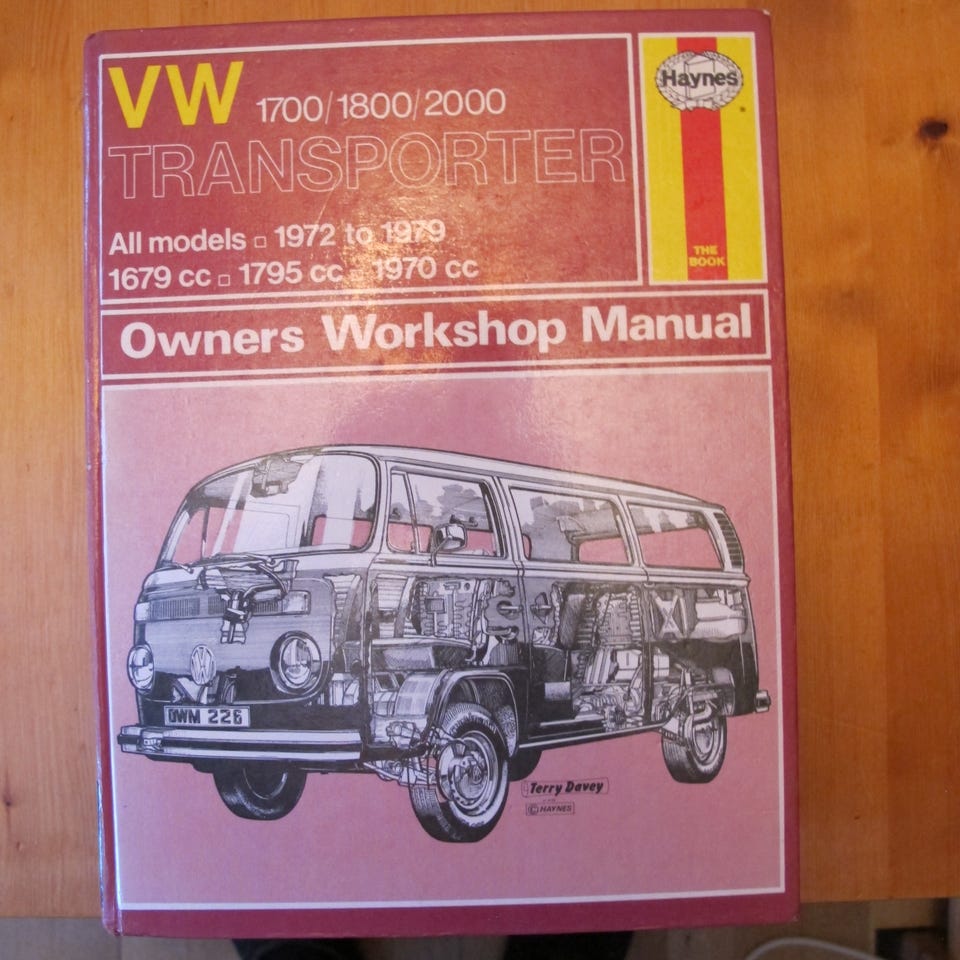 VW 1700/1800/2000
TRANSPORTER
All models □ 1972 to 1979
1679 cc □ 1795 cc □ 1970 cc
Haynes
THE
BOOK
Owners Workshop Manual
OWM 226
Terry Davey
© HAYNES